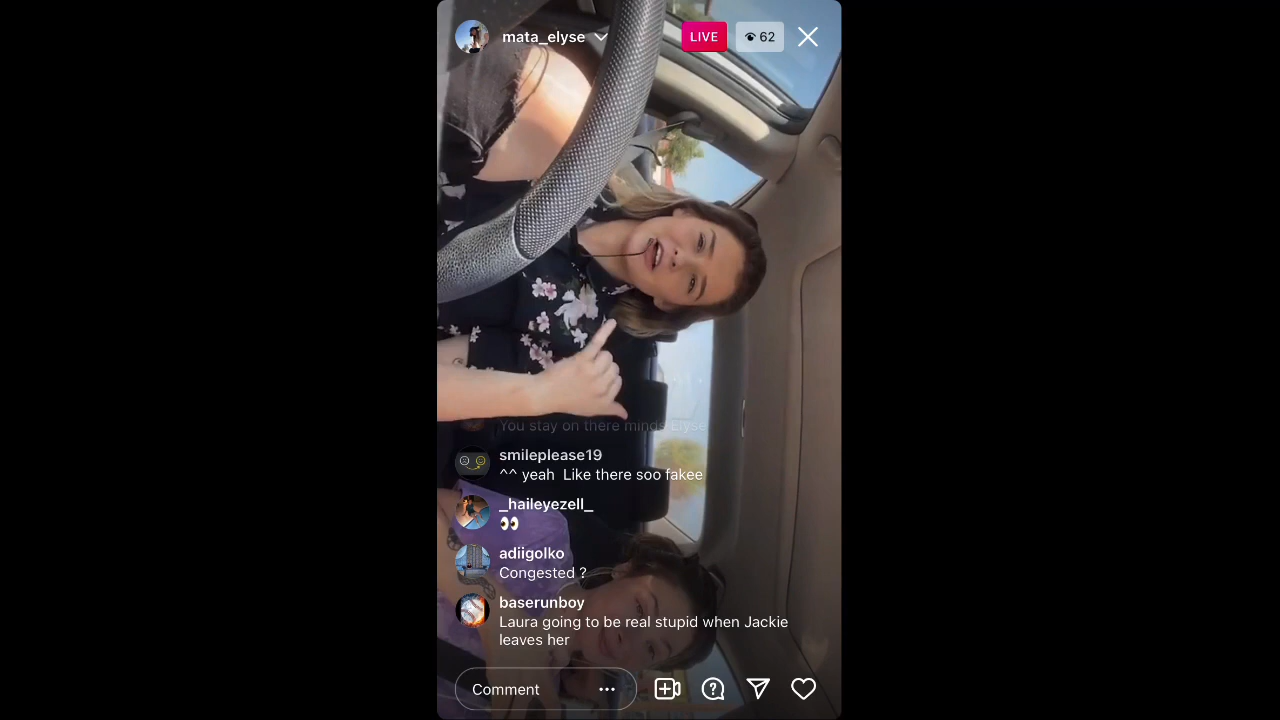 mata_elyse
LIVE
62
You stay on there minds Elyse
smileplease19
^^ yeah  Like there soo fakee
_haileyezell_
👀
adiigolko
Congested ?
baserunboy
Laura going to be real stupid when Jackie
leaves her
Comment